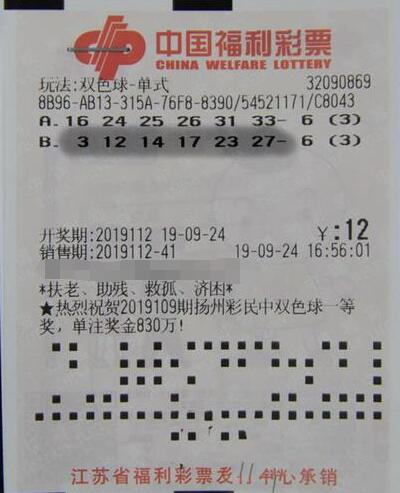 中国福利彩票
CHINA WELFARE LOTTERY
玩法:双色球-单式 32090869
8B96-AB13-315A-76F8-8390/54521171/C8043
A. 16 24 25 26 31 33- 6 (3)
B. 3 12 14 17 23 27- 6 (3)
开奖期:2019112 19-09-24 ¥:12
销售期:2019112-41 19-09-24 16:56:01
*扶老、助残、救孤、济困*
★热烈祝贺2019109期扬州彩民中双色球一等
奖，单注奖金830万!
江苏省福利彩票发 中心承销